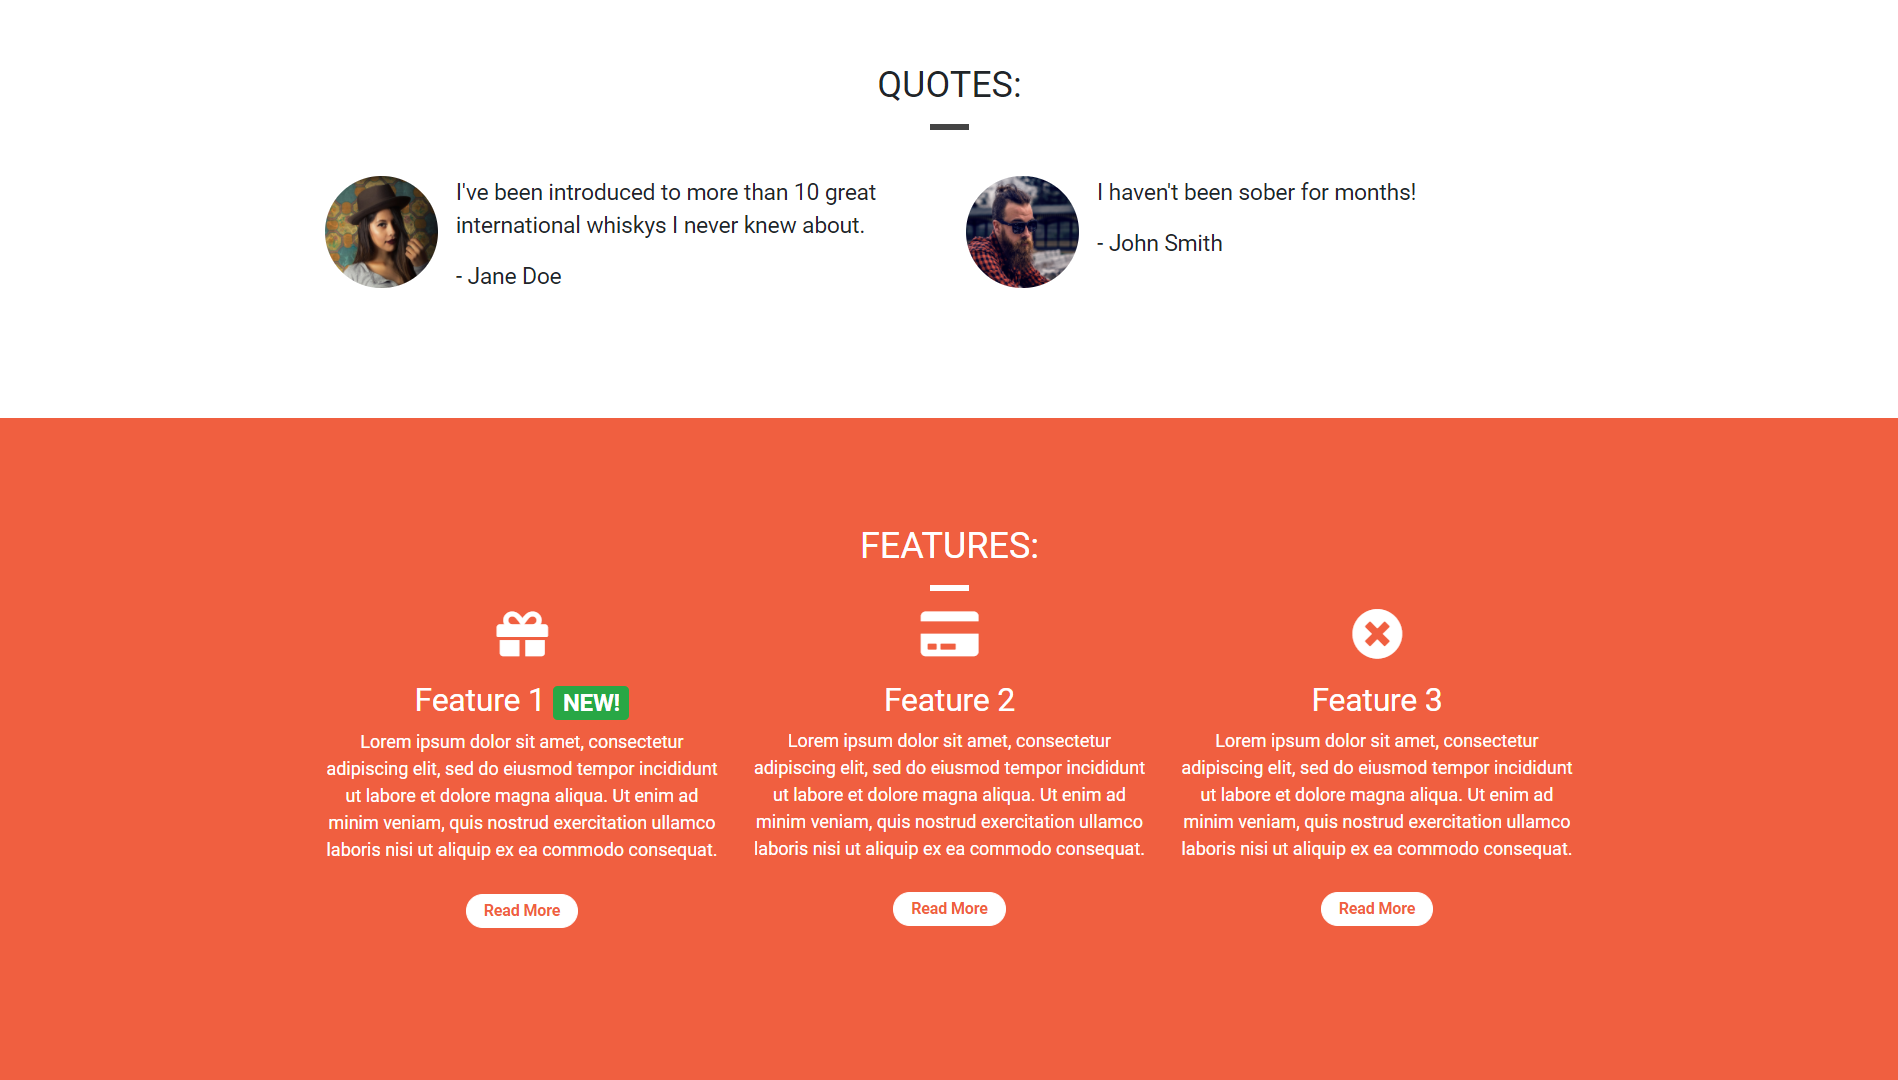 QUOTES:
I've been introduced to more than 10 great
international whiskys I never knew about.
- Jane Doe
I haven't been sober for months!
- John Smith
FEATURES:
Feature 1 NEW!
Lorem ipsum dolor sit amet, consectetur
adipiscing elit, sed do eiusmod tempor incididunt
ut labore et dolore magna aliqua. Ut enim ad
minim veniam, quis nostrud exercitation ullamco
laboris nisi ut aliquip ex ea commodo consequat.
Read More
Feature 2
Lorem ipsum dolor sit amet, consectetur
adipiscing elit, sed do eiusmod tempor incididunt
ut labore et dolore magna aliqua. Ut enim ad
minim veniam, quis nostrud exercitation ullamco
laboris nisi ut aliquip ex ea commodo consequat.
Read More
Feature 3
Lorem ipsum dolor sit amet, consectetur
adipiscing elit, sed do eiusmod tempor incididunt
ut labore et dolore magna aliqua. Ut enim ad
minim veniam, quis nostrud exercitation ullamco
laboris nisi ut aliquip ex ea commodo consequat.
Read More